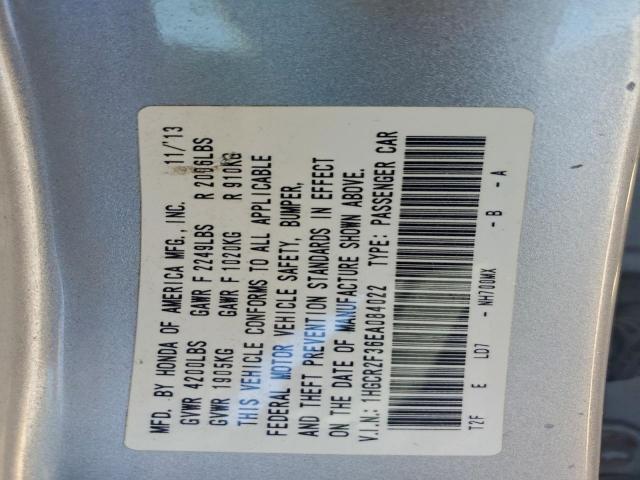 MFD. BY HONDA OF AMERICA MFG., INC. 11/13
GVWR 4200LBS GAWR F 2249LBS R 2006LBS
GVWR 1905KG GAWR F 1020KG R 910KG
THIS VEHICLE CONFORMS TO ALL APPLICABLE
FEDERAL MOTOR VEHICLE SAFETY, BUMPER,
AND THEFT PREVENTION STANDARDS IN EFFECT
ON THE DATE OF MANUFACTURE SHOWN ABOVE.
V.I.N.: 1HGCR2F36EA084022 TYPE: PASSENGER CAR
T2F E LD7 - NH700MX - B - A